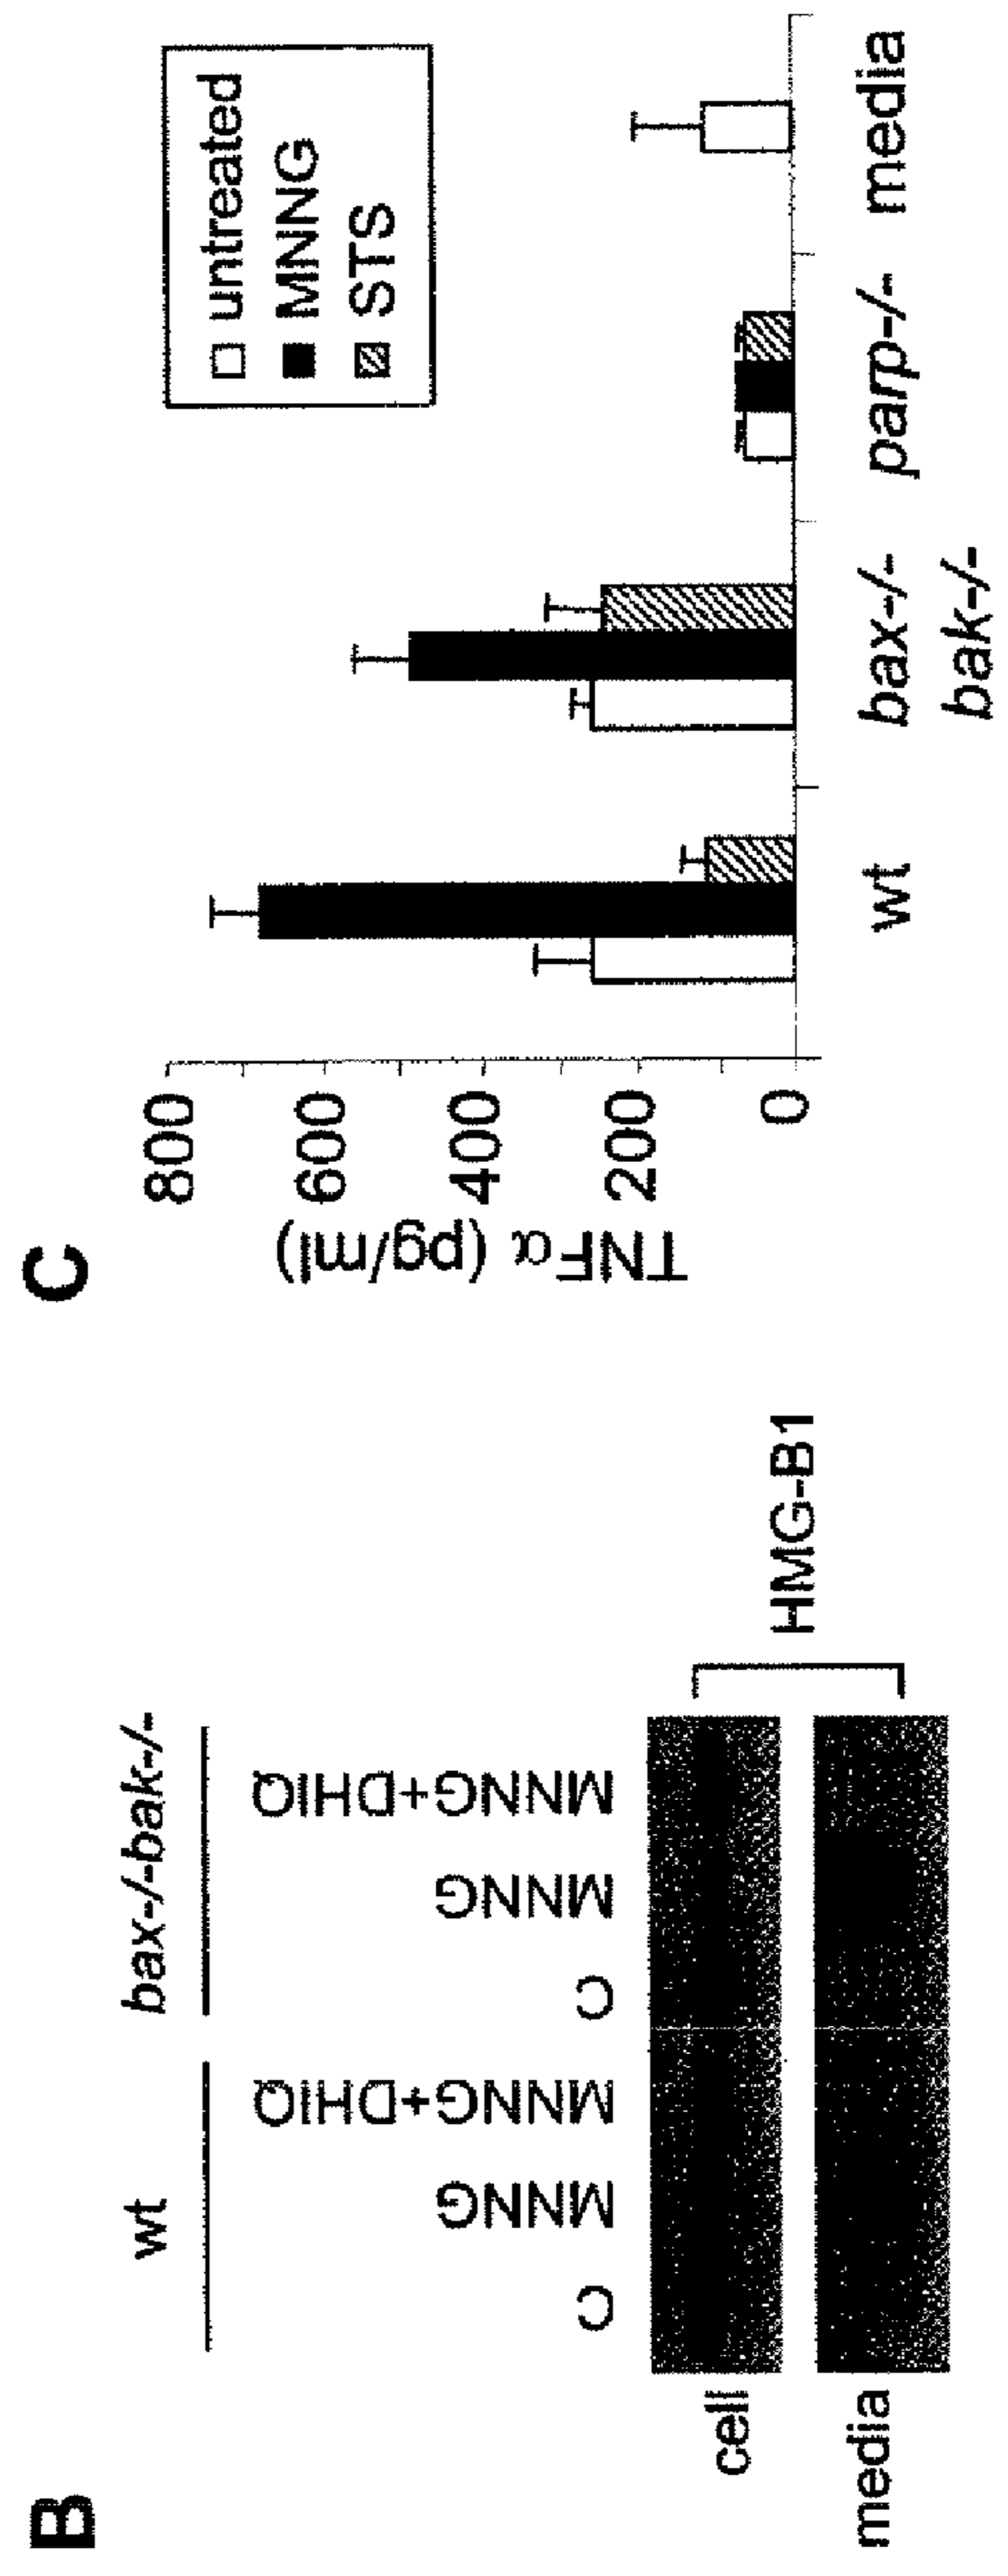 B
wt
bax-/-bak-/-
C
MNNG
MNNG+DHIQ
C
MNNG
MNNG+DHIQ
cell
media
HMG-B1
C
TNFα (pg/ml)
800
600
400
200
0
untreated
MNNG
STS
wt
bax-/-
bak-/-
parp-/-
media